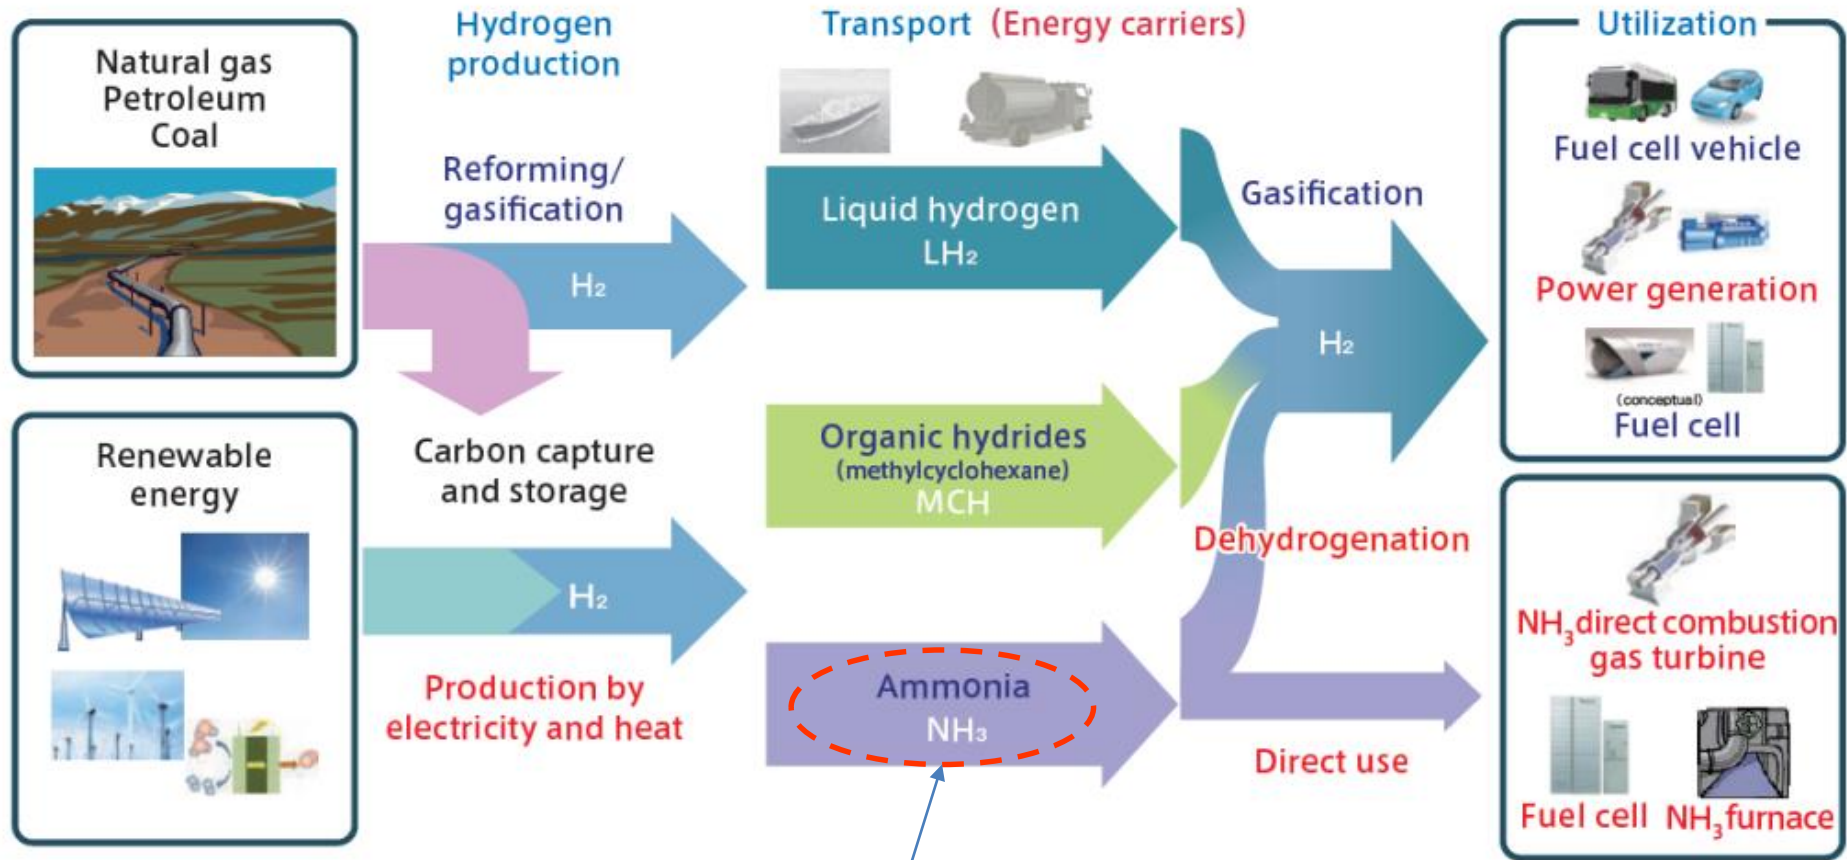 Natural gas
Petroleum
Coal
Hydrogen
production
Reforming/
gasification
H₂
Transport (Energy carriers)
Liquid hydrogen
LH₂
Gasification
H₂
Utilization
Fuel cell vehicle
Power generation
(conceptual)
Fuel cell
Renewable
energy
Carbon capture
and storage
H₂
Production by
electricity and heat
Organic hydrides
(methylcyclohexane)
MCH
Dehydrogenation
Ammonia
NH₃
Direct use
NH₃direct combustion
gas turbine
Fuel cell
NH₃furnace